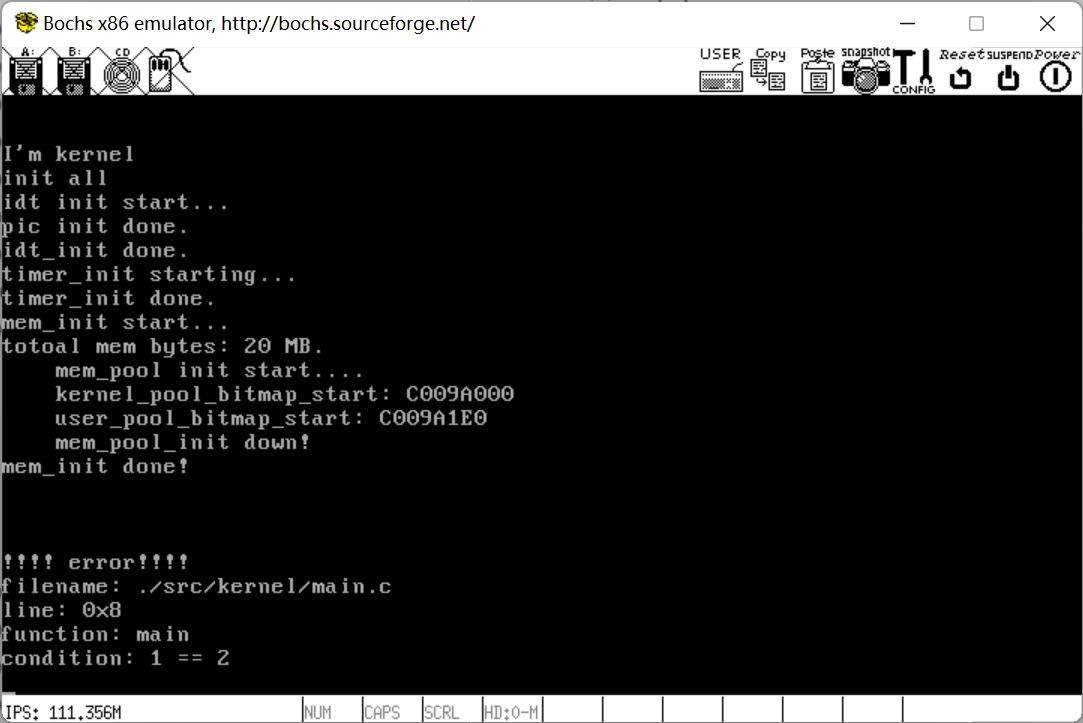 Bochs x86 emulator, http://bochs.sourceforge.net/
A: B: CD USER Copy Paste snapshot CONFIG Reset SUSPEND Power
I'm kernel
init all
idt init start...
pic init done.
idt_init done.
timer_init starting...
timer_init done.
mem_init start...
totoal mem bytes: 20 MB.
mem_pool init start....
kernel_pool_bitmap_start: C009A000
user_pool_bitmap_start: C009A1E0
mem_pool_init down!
mem_init done!
!!!! error!!!!
filename: ./src/kernel/main.c
line: 0x8
function: main
condition: 1 == 2
IPS: 111.356M NUM CAPS SCRL HD:0-M